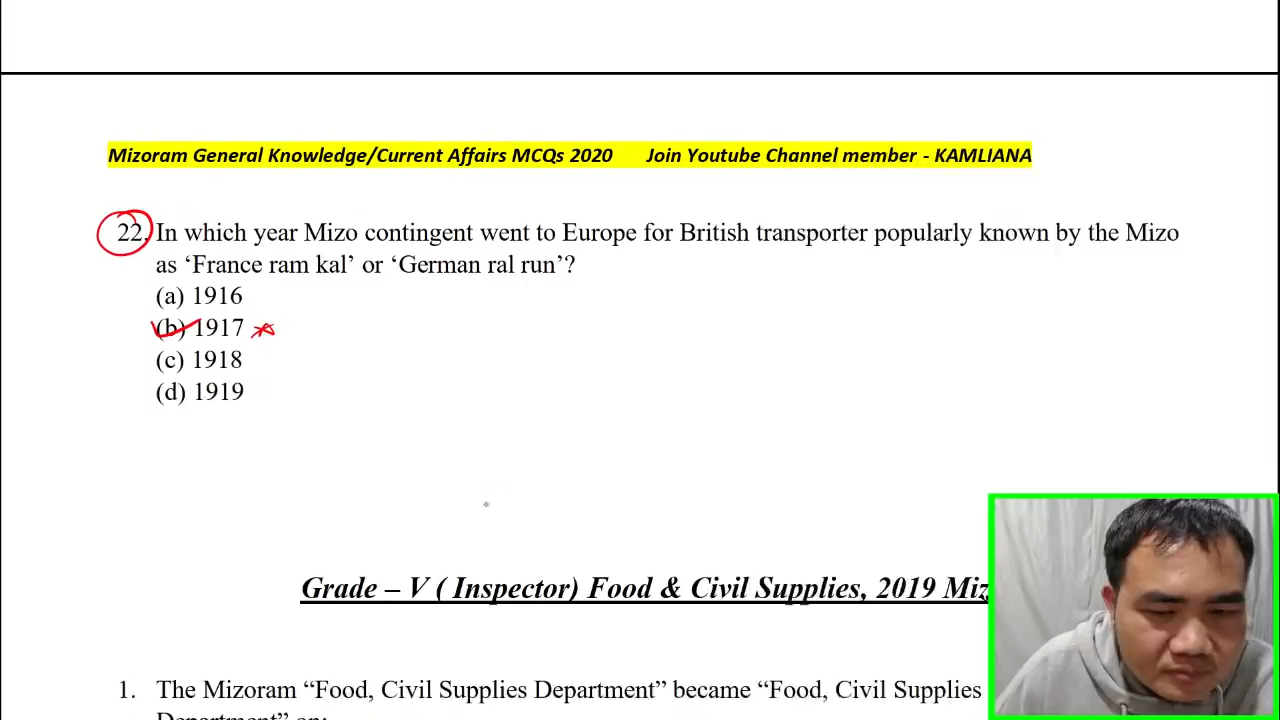 Mizoram General Knowledge/Current Affairs MCQs 2020 Join Youtube Channel member - KAMLIANA
22. In which year Mizo contingent went to Europe for British transporter popularly known by the Mizo
as ‘France ram kal’ or ‘German ral run’?
(a) 1916
(b) 1917
(c) 1918
(d) 1919
Grade – V ( Inspector) Food & Civil Supplies, 2019
1. The Mizoram “Food, Civil Supplies Department” became “Food, Civil Supplies
Department” on: